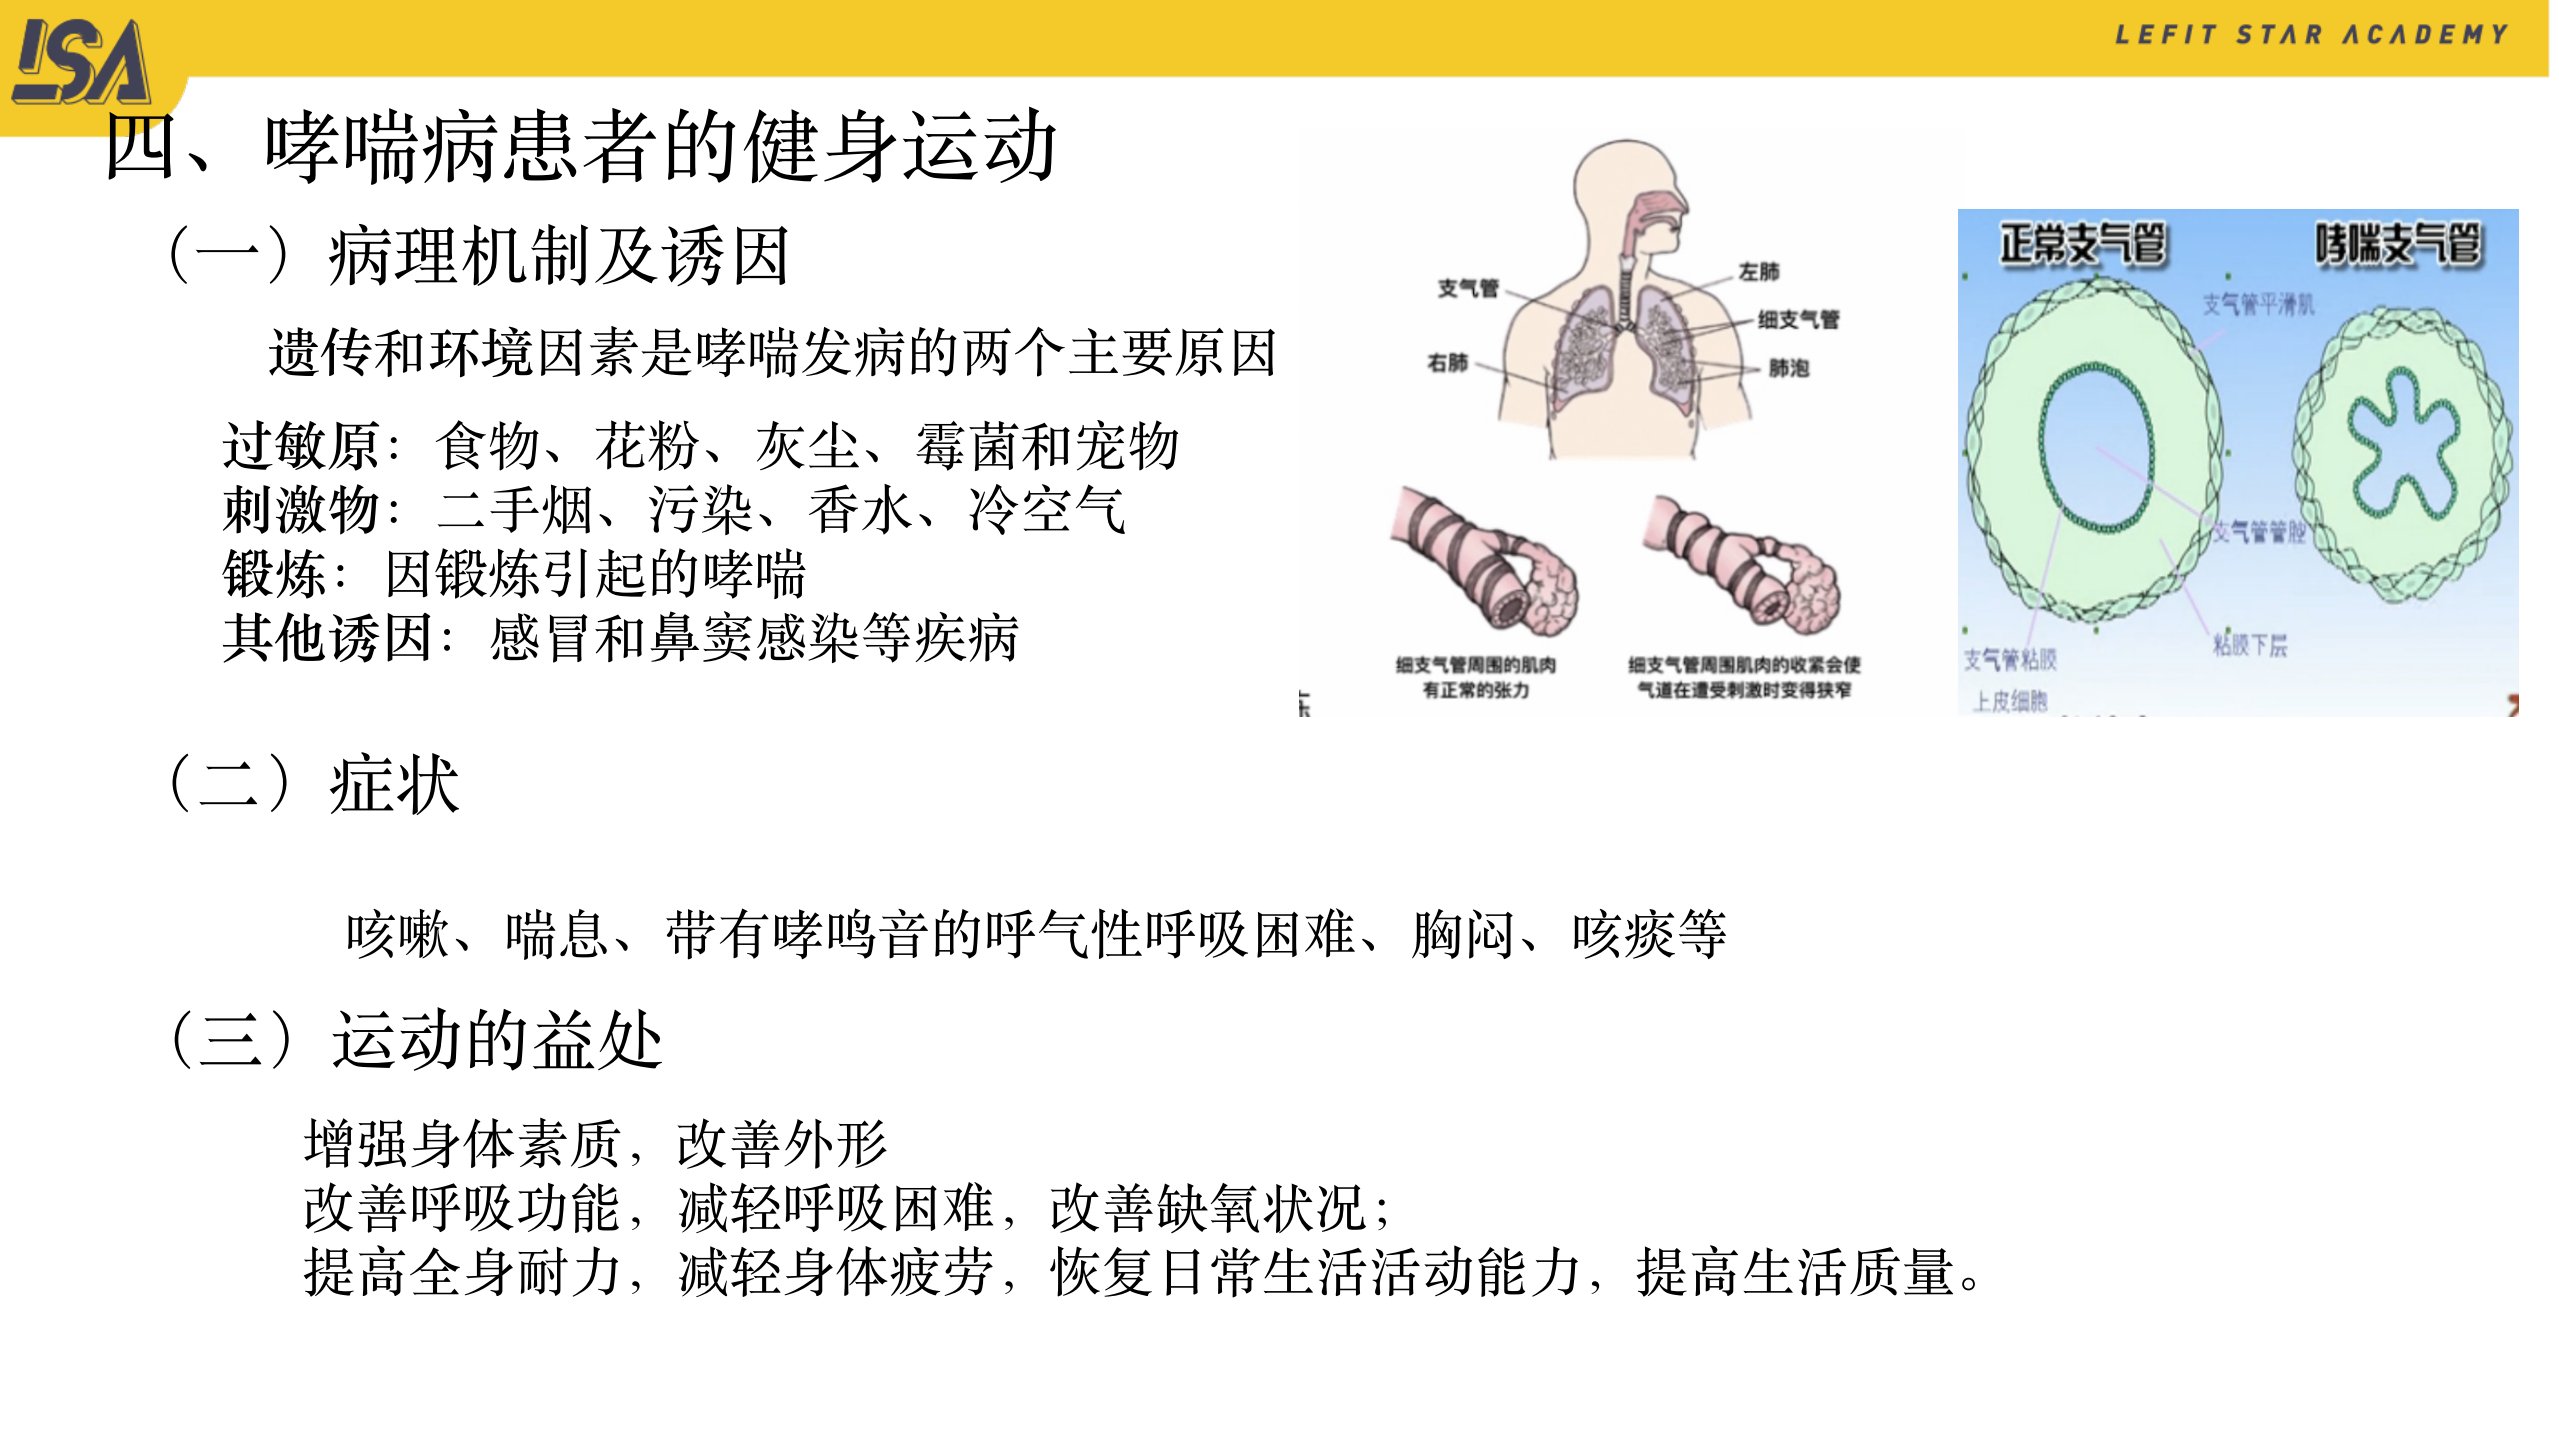 LSA
LEFIT STAR ACADEMY
四、哮喘病患者的健身运动
（一）病理机制及诱因
遗传和环境因素是哮喘发病的两个主要原因
过敏原：食物、花粉、灰尘、霉菌和宠物
刺激物：二手烟、污染、香水、冷空气
锻炼：因锻炼引起的哮喘
其他诱因：感冒和鼻窦感染等疾病
支气管
左肺
细支气管
右肺
肺泡
细支气管周围的肌肉
有正常的张力
细支气管周围肌肉的收紧会使
气道在遭受刺激时变得狭窄
正常支气管
哮喘支气管
支气管平滑肌
支气管管腔
粘膜下层
支气管粘膜
上皮细胞
（二）症状
咳嗽、喘息、带有哮鸣音的呼气性呼吸困难、胸闷、咳痰等
（三）运动的益处
增强身体素质，改善外形
改善呼吸功能，减轻呼吸困难，改善缺氧状况；
提高全身耐力，减轻身体疲劳，恢复日常生活活动能力，提高生活质量。